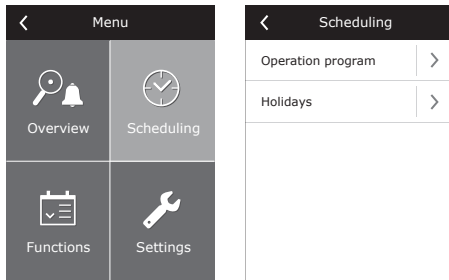 Menu
Overview
Scheduling
Functions
Settings
Scheduling
Operation program
Holidays